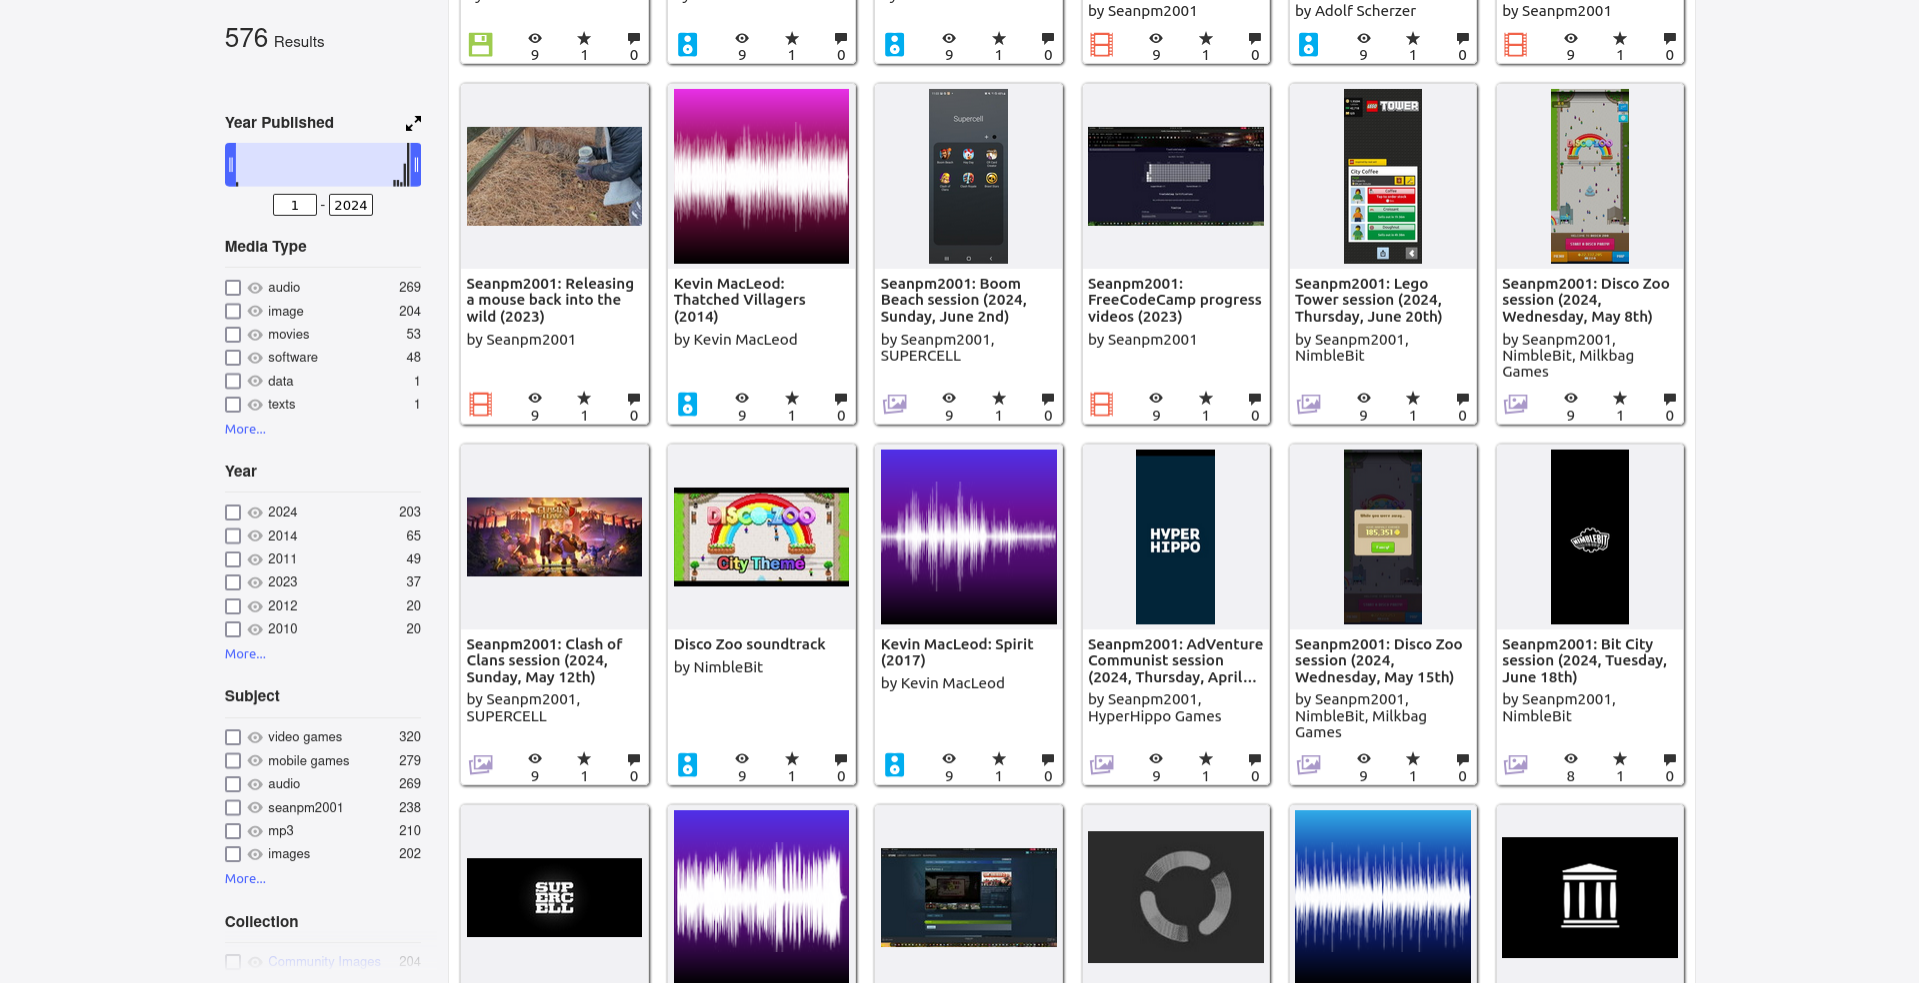 576 Results
Year Published
1 - 2024
Media Type
audio 269
image 204
movies 53
software 48
data 1
texts 1
More...
Year
2024 203
2014 65
2011 49
2023 37
2012 20
2010 20
More...
Subject
video games 320
mobile games 279
audio 269
seanpm2001 238
mp3 210
images 202
More...
Collection
Community Images 204
by Seanpm2001
by Adolf Scherzer
by Seanpm2001
9 1 0
9 1 0
9 1 0
9 1 0
9 1 0
9 1 0
Seanpm2001: Releasing
a mouse back into the
wild (2023)
by Seanpm2001
9 1 0
Kevin MacLeod:
Thatched Villagers
(2014)
by Kevin MacLeod
9 1 0
Supercell
Seanpm2001: Boom
Beach session (2024,
Sunday, June 2nd)
by Seanpm2001,
SUPERCELL
9 1 0
Seanpm2001:
FreeCodeCamp progress
videos (2023)
by Seanpm2001
9 1 0
LEGO TOWER
City Coffee
Seanpm2001: Lego
Tower session (2024,
Thursday, June 20th)
by Seanpm2001,
NimbleBit
9 1 0
DISCO ZOO
Seanpm2001: Disco Zoo
session (2024,
Wednesday, May 8th)
by Seanpm2001,
NimbleBit, Milkbag
Games
9 1 0
Seanpm2001: Clash of
Clans session (2024,
Sunday, May 12th)
by Seanpm2001,
SUPERCELL
9 1 0
DISCO ZOO
City Theme
Disco Zoo soundtrack
by NimbleBit
9 1 0
Kevin MacLeod: Spirit
(2017)
by Kevin MacLeod
9 1 0
HYPER
HIPPO
Seanpm2001: AdVenture
Communist session
(2024, Thursday, April...
by Seanpm2001,
HyperHippo Games
9 1 0
While you were away...
185,351
Seanpm2001: Disco Zoo
session (2024,
Wednesday, May 15th)
by Seanpm2001,
NimbleBit, Milkbag
Games
9 1 0
NIMBLEBIT
Seanpm2001: Bit City
session (2024, Tuesday,
June 18th)
by Seanpm2001,
NimbleBit
8 1 0
SUP
ERC
ELL